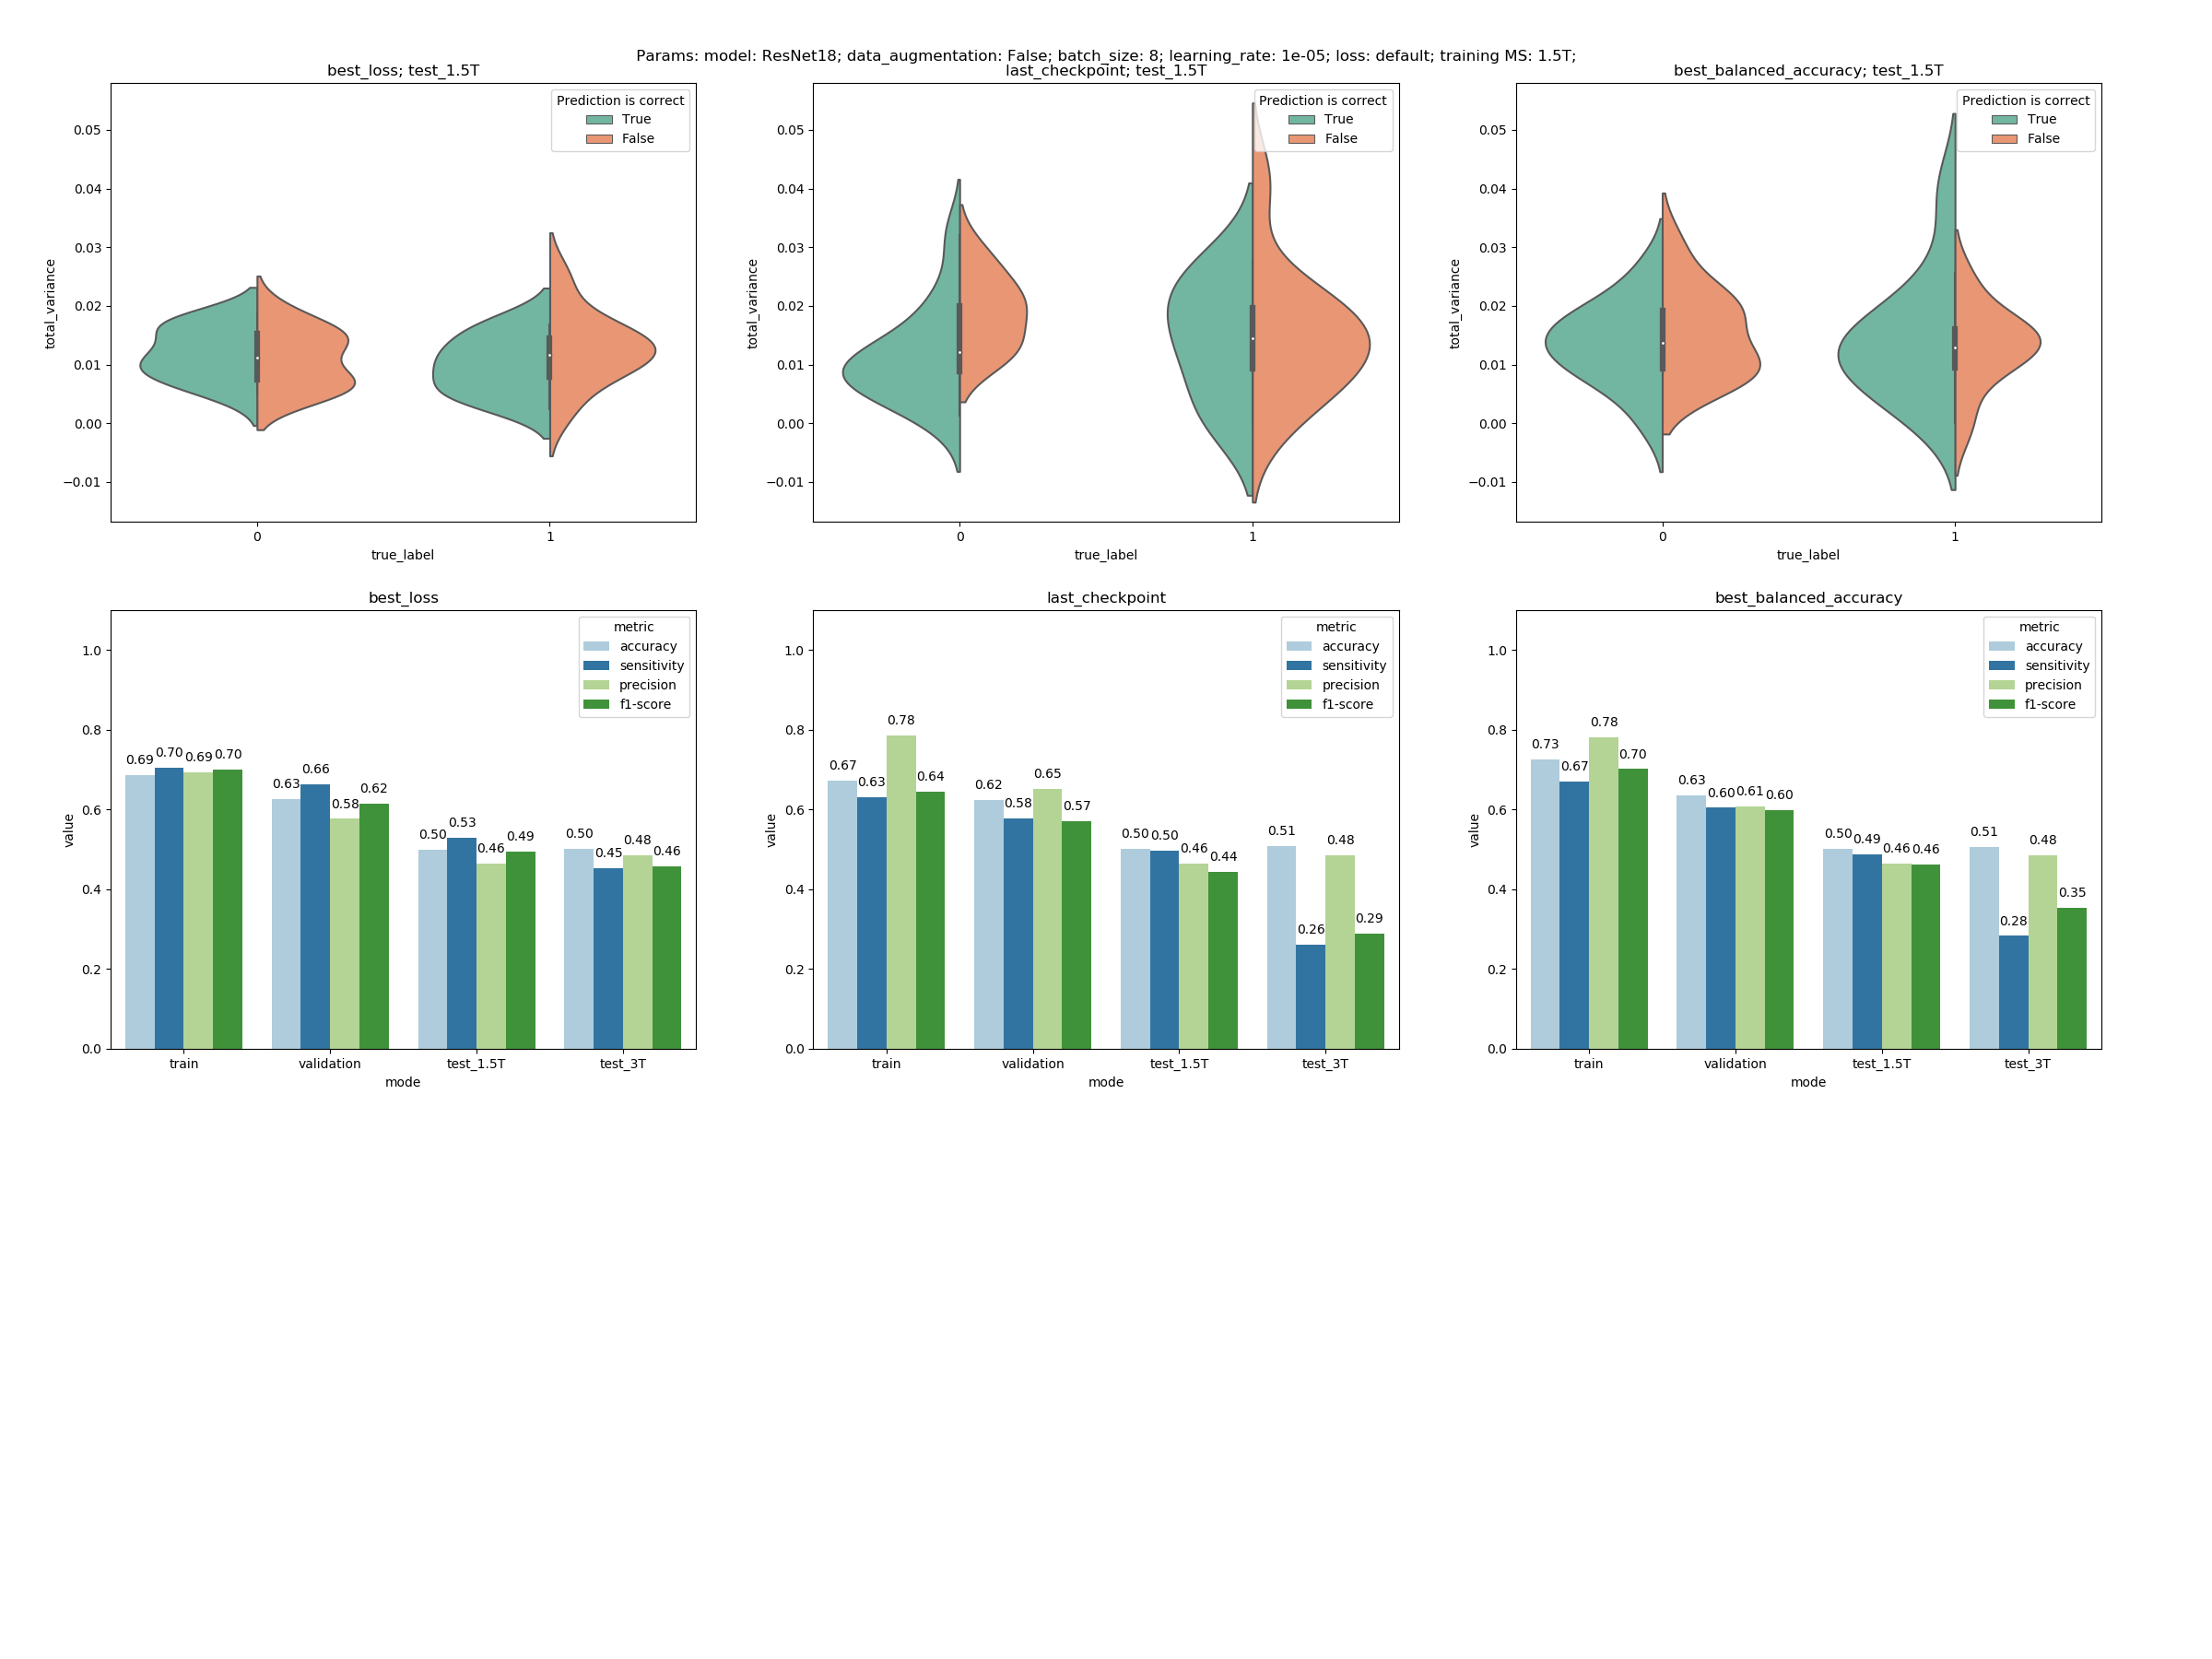 Params: model: ResNet18; data_augmentation: False; batch_size: 8; learning_rate: 1e-05; loss: default; training MS: 1.5T;
best_loss; test_1.5T
total_variance
0.05
0.04
0.03
0.02
0.01
0.00
−0.01
Prediction is correct
True
False
0 1
true_label
last_checkpoint; test_1.5T
total_variance
0.05
0.04
0.03
0.02
0.01
0.00
−0.01
Prediction is correct
True
False
0 1
true_label
best_balanced_accuracy; test_1.5T
total_variance
0.05
0.04
0.03
0.02
0.01
0.00
−0.01
Prediction is correct
True
False
0 1
true_label
best_loss
value
1.0
0.8
0.6
0.4
0.2
0.0
metric
accuracy
sensitivity
precision
f1-score
0.69 0.70 0.69 0.70
0.63 0.66 0.58 0.62
0.50 0.53 0.46 0.49
0.50 0.45 0.48 0.46
train validation test_1.5T test_3T
mode
last_checkpoint
value
1.0
0.8
0.6
0.4
0.2
0.0
metric
accuracy
sensitivity
precision
f1-score
0.67 0.63 0.78 0.64
0.62 0.58 0.65 0.57
0.50 0.50 0.46 0.44
0.51 0.26 0.48 0.29
train validation test_1.5T test_3T
mode
best_balanced_accuracy
value
1.0
0.8
0.6
0.4
0.2
0.0
metric
accuracy
sensitivity
precision
f1-score
0.73 0.67 0.78 0.70
0.63 0.60 0.61 0.60
0.50 0.49 0.46 0.46
0.51 0.28 0.48 0.35
train validation test_1.5T test_3T
mode